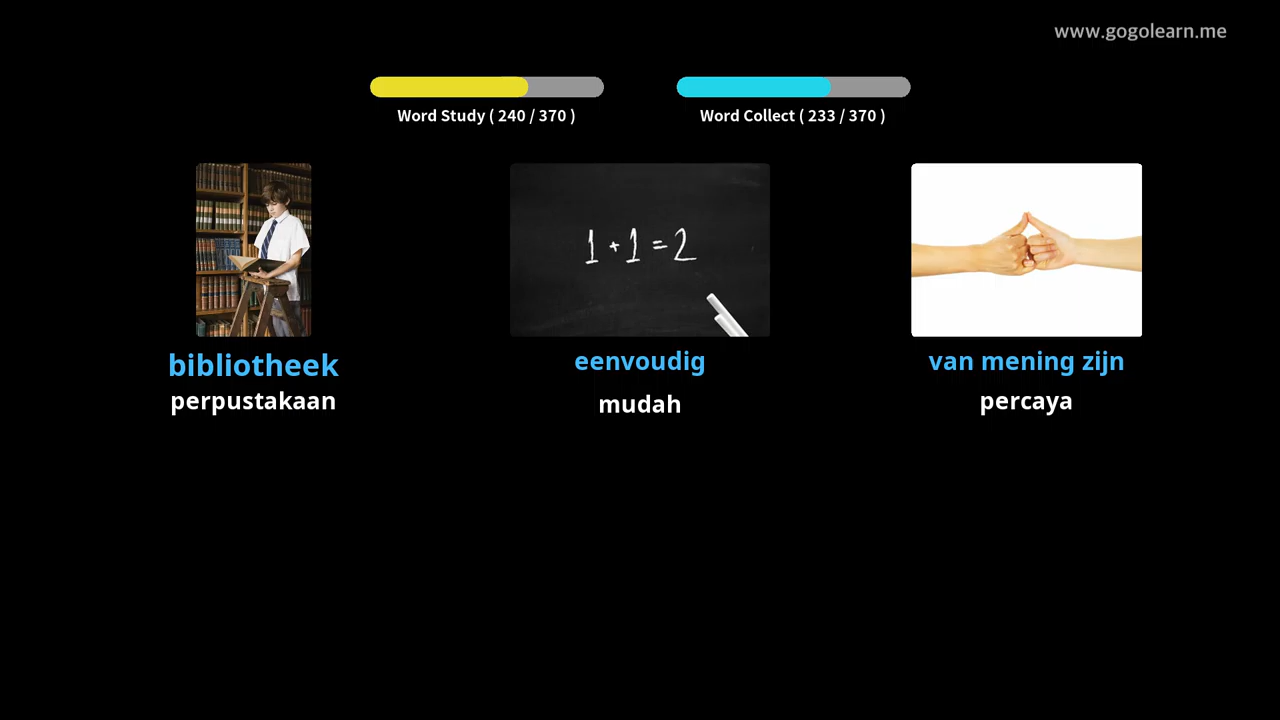 www.gogolearn.me
Word Study ( 240 / 370 )
Word Collect ( 233 / 370 )
1 + 1 = 2
bibliotheek
perpustakaan
eenvoudig
mudah
van mening zijn
percaya